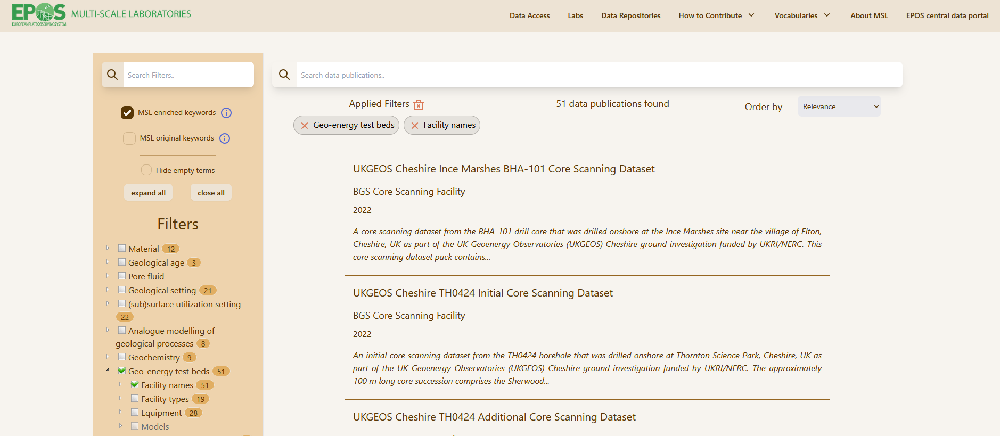 EPOS
EUROPEANPLATEOBSERVINGSYSTEM
MULTI-SCALE LABORATORIES
Data Access
Labs
Data Repositories
How to Contribute
Vocabularies
About MSL
EPOS central data portal
Search Filters..
MSL enriched keywords
MSL original keywords
Hide empty terms
expand all
close all
Filters
Material 12
Geological age 3
Pore fluid
Geological setting 21
(sub)surface utilization setting
22
Analogue modelling of
geological processes 8
Geochemistry 9
Geo-energy test beds 51
Facility names 51
Facility types 19
Equipment 28
Models
Search data publications..
Applied Filters
51 data publications found
Order by
Relevance
Geo-energy test beds
Facility names
UKGEOS Cheshire Ince Marshes BHA-101 Core Scanning Dataset
BGS Core Scanning Facility
2022
A core scanning dataset from the BHA-101 drill core that was drilled onshore at the Ince Marshes site near the village of Elton,
Cheshire, UK as part of the UK Geoenergy Observatories (UKGEOS) Cheshire ground investigation funded by UKRI/NERC. This
core scanning dataset pack contains...
UKGEOS Cheshire TH0424 Initial Core Scanning Dataset
BGS Core Scanning Facility
2022
An initial core scanning dataset from the TH0424 borehole that was drilled onshore at Thornton Science Park, Cheshire, UK as
part of the UK Geoenergy Observatories (UKGEOS) Cheshire ground investigation funded by UKRI/NERC. The approximately
100 m long core succession comprises the Sherwood...
UKGEOS Cheshire TH0424 Additional Core Scanning Dataset